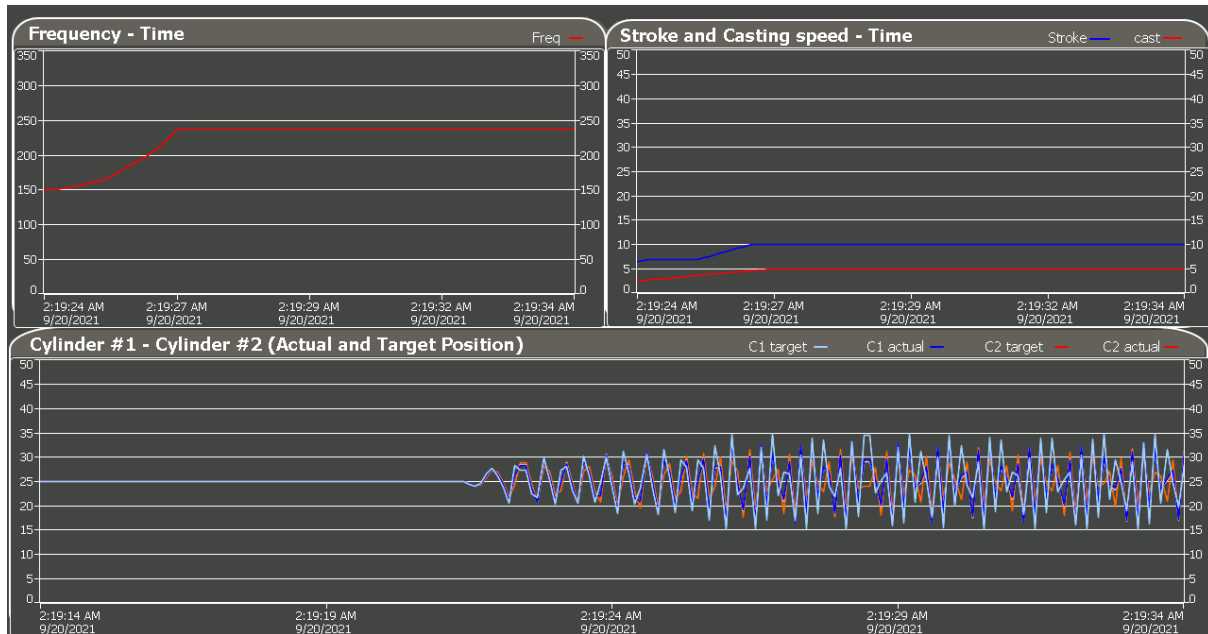 Frequency - Time
Freq
350 350
300 300
250 250
200 200
150 150
100 100
50 50
0 0
2:19:24 AM 2:19:27 AM 2:19:29 AM 2:19:32 AM 2:19:34 AM
9/20/2021 9/20/2021 9/20/2021 9/20/2021 9/20/2021
Stroke and Casting speed - Time
Stroke cast
50 50
45 45
40 40
35 35
30 30
25 25
20 20
15 15
10 10
5 5
0 0
2:19:24 AM 2:19:27 AM 2:19:29 AM 2:19:32 AM 2:19:34 AM
9/20/2021 9/20/2021 9/20/2021 9/20/2021 9/20/2021
Cylinder #1 - Cylinder #2 (Actual and Target Position)
C1 target C1 actual C2 target C2 actual
50 50
45 45
40 40
35 35
30 30
25 25
20 20
15 15
10 10
5 5
0 0
2:19:14 AM 2:19:19 AM 2:19:24 AM 2:19:29 AM 2:19:34 AM
9/20/2021 9/20/2021 9/20/2021 9/20/2021 9/20/2021